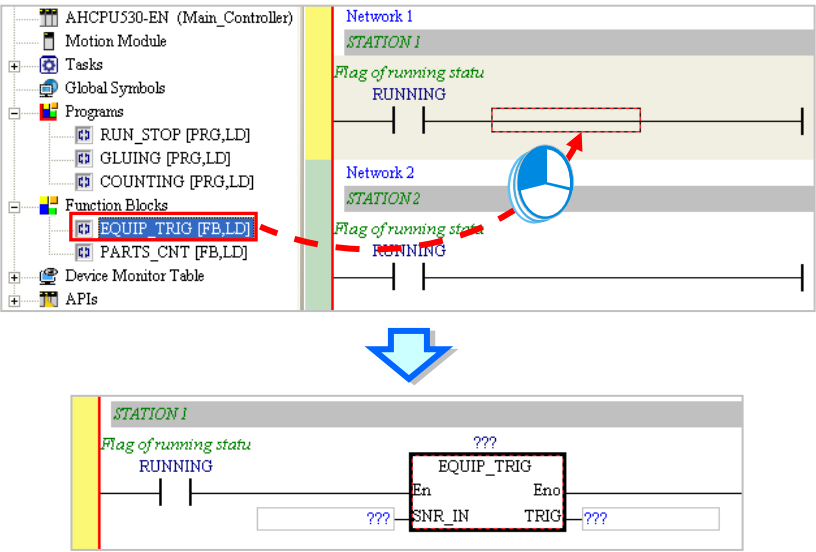 AHCPU530-EN (Main_Controller)
Motion Module
Tasks
Global Symbols
Programs
RUN_STOP [PRG,LD]
GLUING [PRG,LD]
COUNTING [PRG,LD]
Function Blocks
EQUIP_TRIG [FB,LD]
PARTS_CNT [FB,LD]
Device Monitor Table
APIs
Network 1
STATION 1
Flag of running statu
RUNNING
Network 2
STATION2
Flag of running statu
RUNNING
STATION 1
Flag of running statu
RUNNING
???
EQUIP_TRIG
En Eno
??? SNR_IN TRIG ???